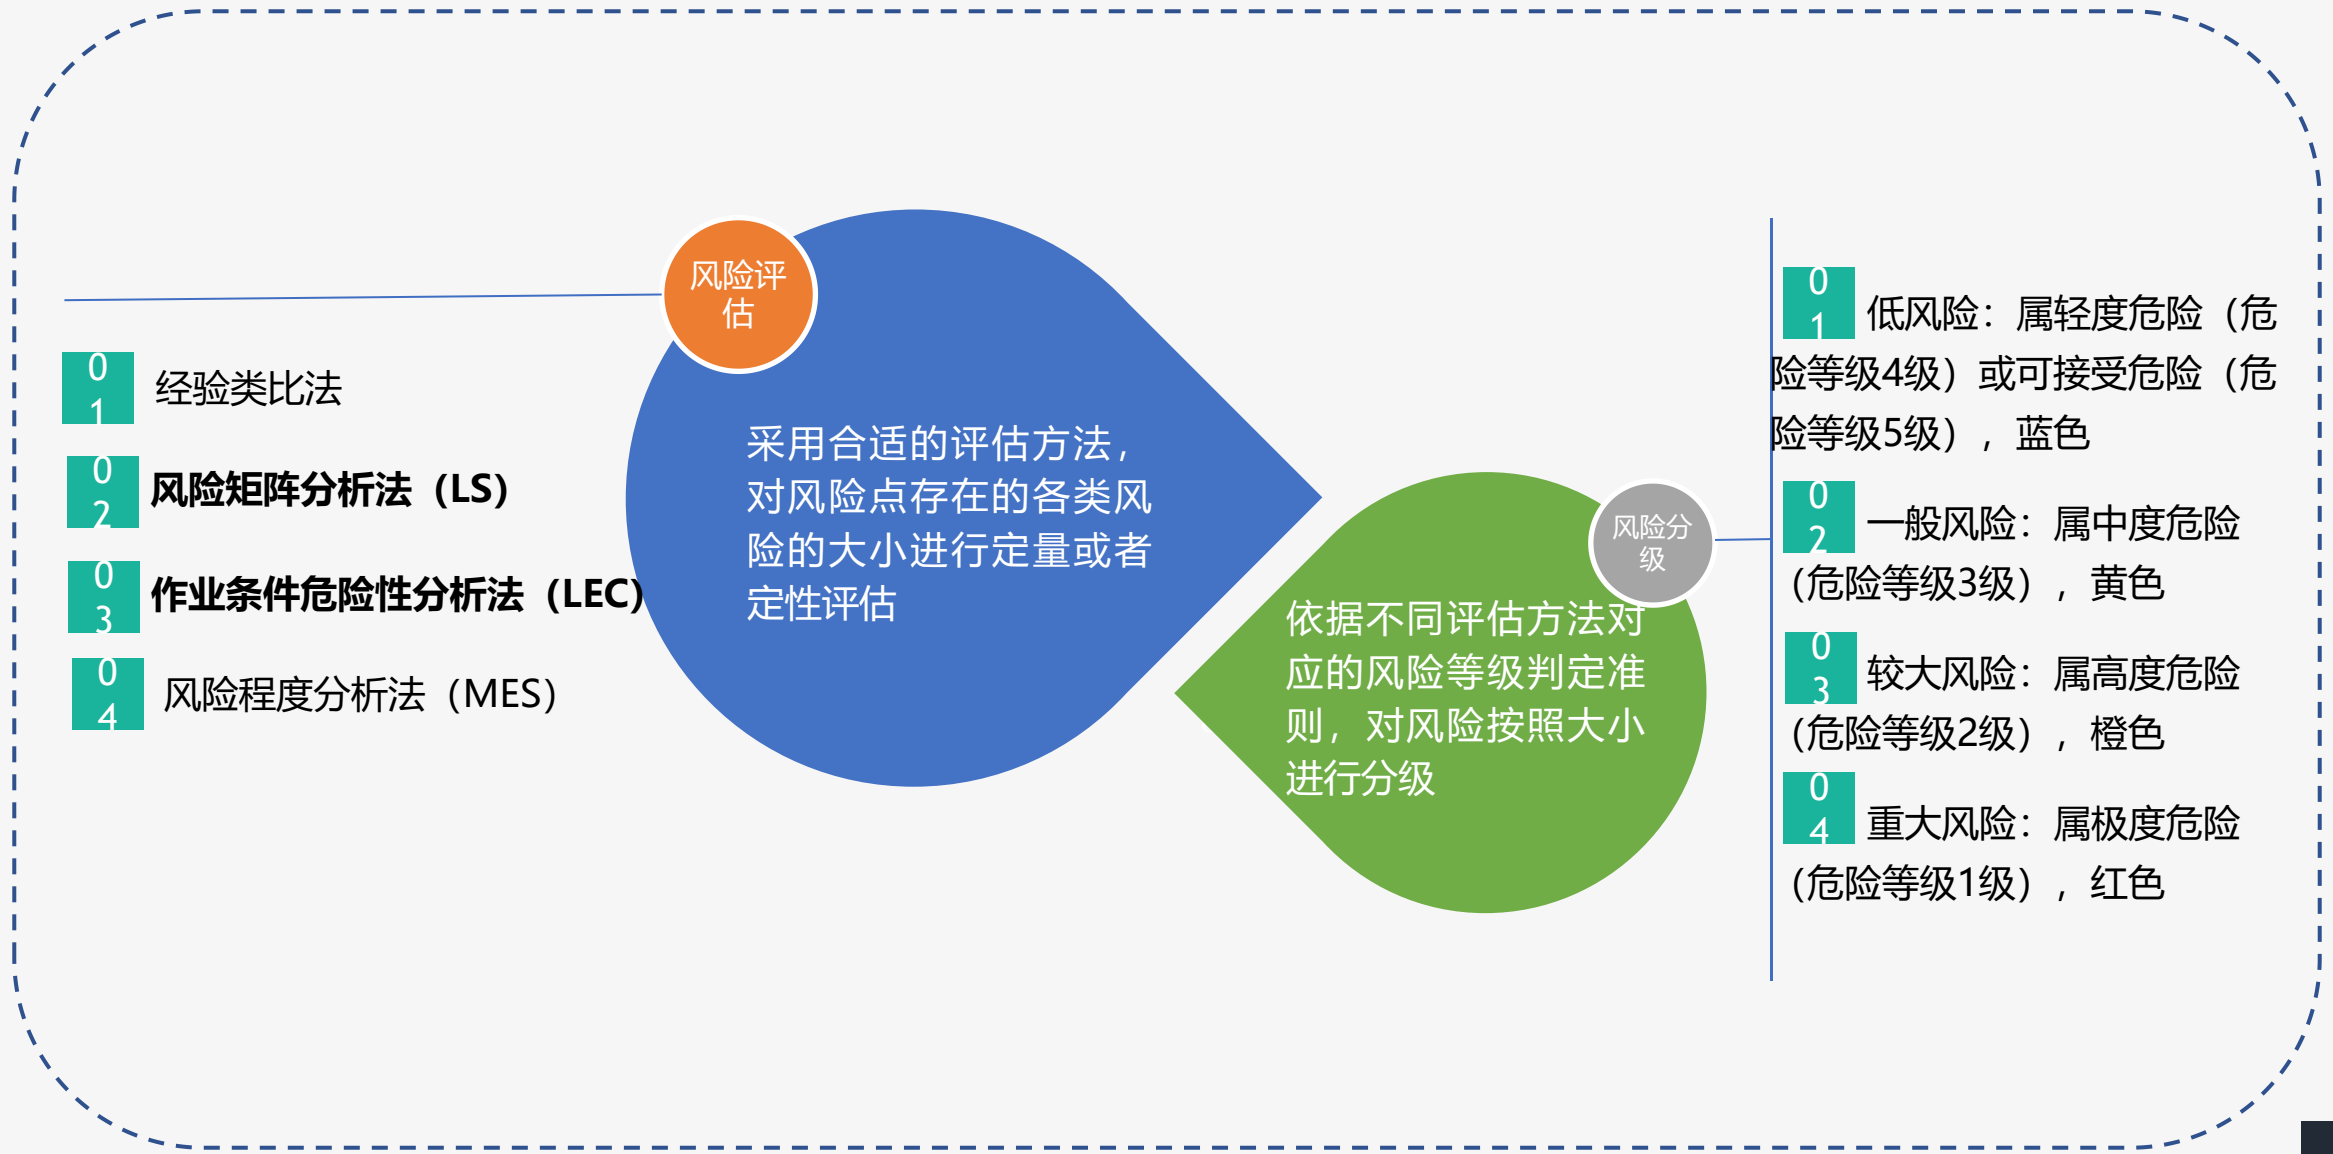 风险评
估
01
经验类比法
02
风险矩阵分析法（LS）
03
作业条件危险性分析法（LEC）
04
风险程度分析法（MES）
采用合适的评估方法，
对风险点存在的各类风
险的大小进行定量或者
定性评估
风险分
级
依据不同评估方法对
应的风险等级判定准
则，对风险按照大小
进行分级
01
低风险：属轻度危险（危
险等级4级）或可接受危险（危
险等级5级），蓝色
02
一般风险：属中度危险
（危险等级3级），黄色
03
较大风险：属高度危险
（危险等级2级），橙色
04
重大风险：属极度危险
（危险等级1级），红色